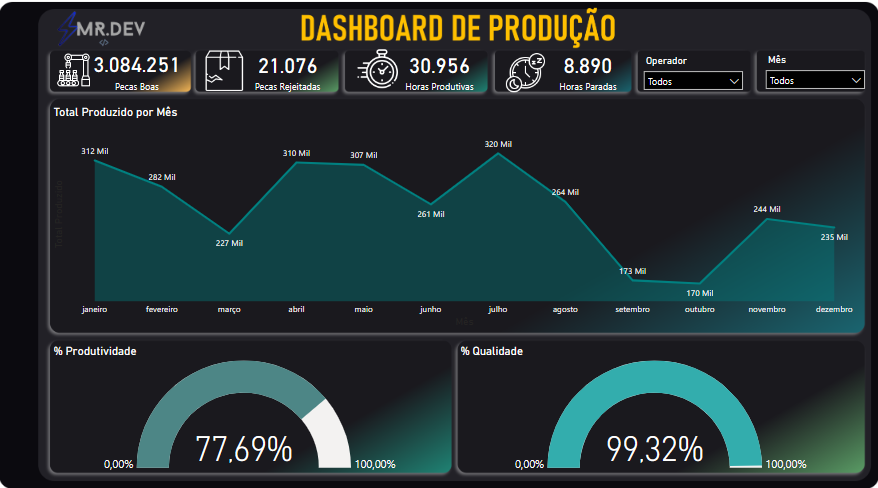 MR.DEV
</>
DASHBOARD DE PRODUÇÃO
3.084.251
Pecas Boas
21.076
Pecas Rejeitadas
30.956
Horas Produtivas
8.890
Horas Paradas
Operador
Todos
Mês
Todos
Total Produzido por Mês
312 Mil
282 Mil
227 Mil
310 Mil
307 Mil
261 Mil
320 Mil
264 Mil
173 Mil
170 Mil
244 Mil
235 Mil
janeiro fevereiro março abril maio junho julho agosto setembro outubro novembro dezembro
Mês
% Produtividade
77,69%
0,00%
100,00%
% Qualidade
99,32%
0,00%
100,00%